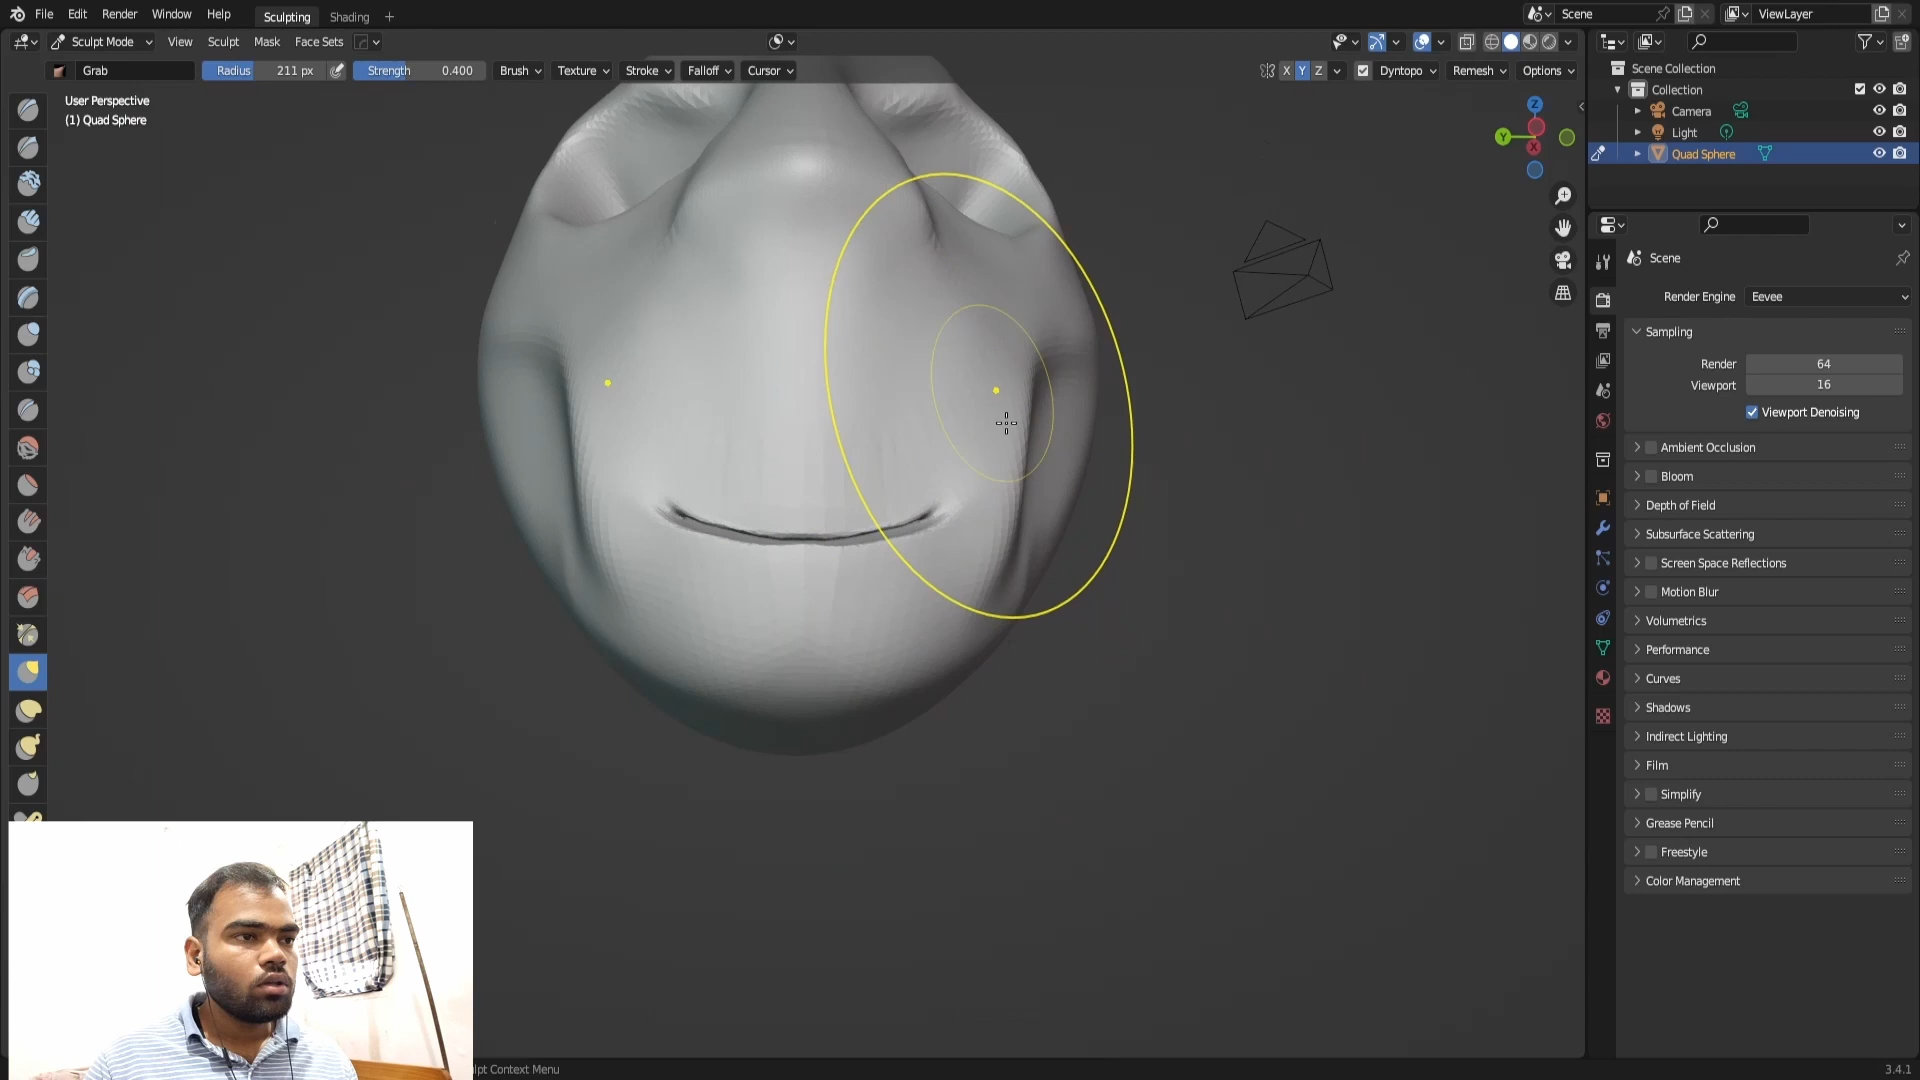 File Edit Render Window Help Sculpting Shading + Scene ViewLayer
Sculpt Mode View Sculpt Mask Face Sets
Grab Radius 211 px Strength 0.400 Brush Texture Stroke Falloff Cursor X Y Z Dyntopo Remesh Options
User Perspective
(1) Quad Sphere
Z
Y
X
Scene Collection
Collection
Camera
Light
Quad Sphere
Scene
Render Engine Eevee
Sampling
Render 64
Viewport 16
Viewport Denoising
Ambient Occlusion
Bloom
Depth of Field
Subsurface Scattering
Screen Space Reflections
Motion Blur
Volumetrics
Performance
Curves
Shadows
Indirect Lighting
Film
Simplify
Grease Pencil
Freestyle
Color Management
lpt Context Menu
3.4.1